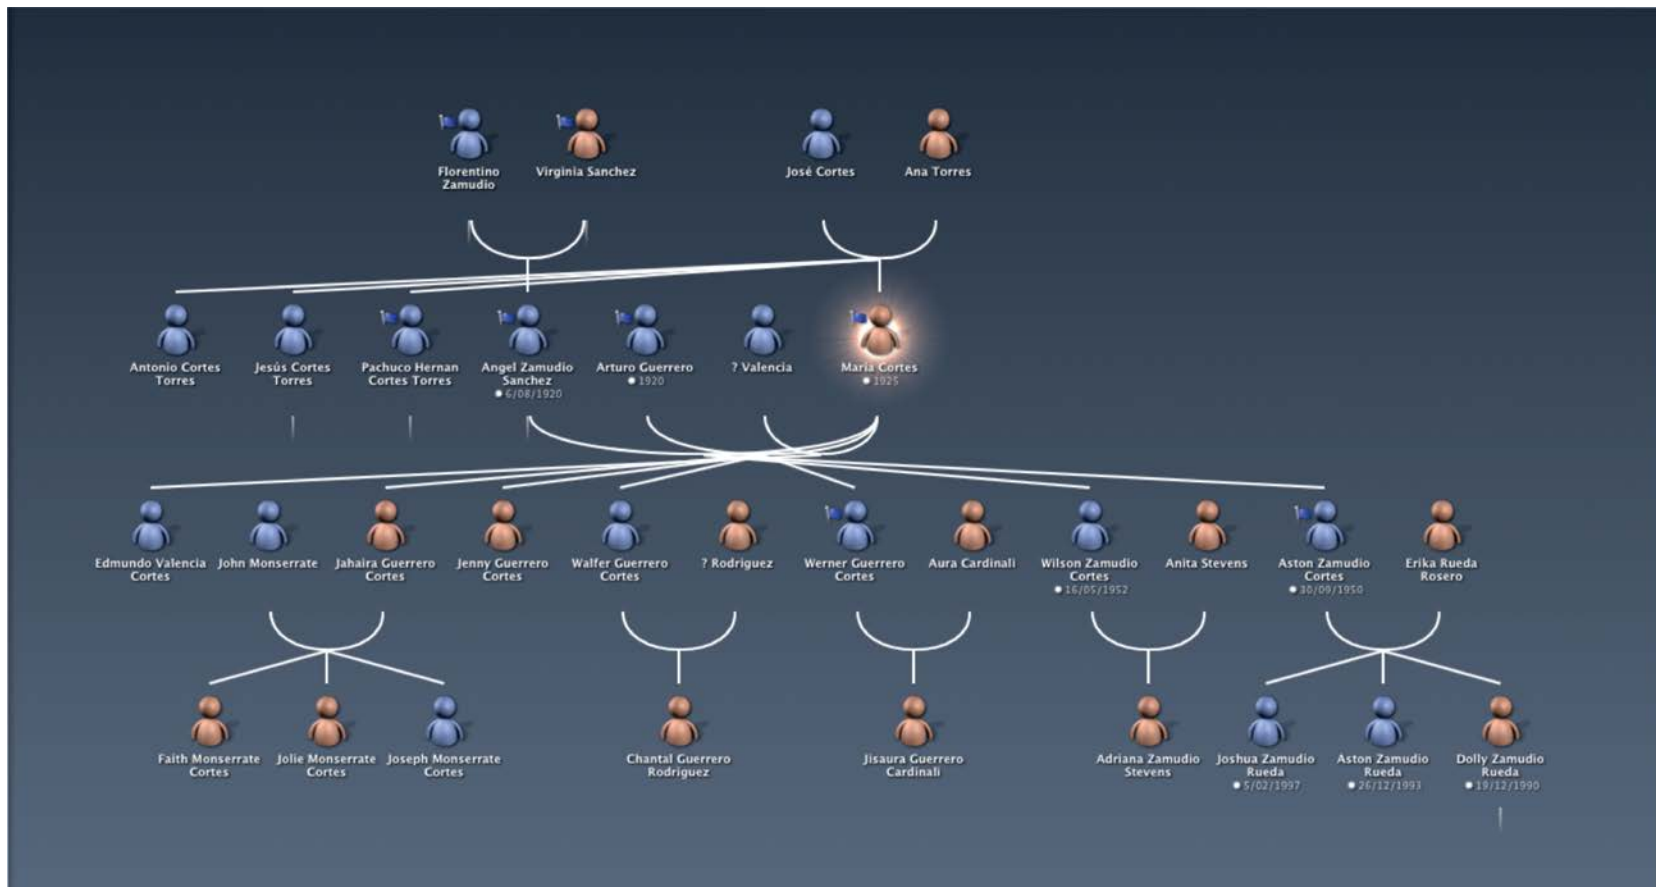 Florentino
Zamudio
Virginia Sanchez
José Cortes
Ana Torres
Antonio Cortes
Torres
Jesús Cortes
Torres
Pachuco Hernan
Cortes Torres
Angel Zamudio
Sanchez
6/08/1920
Arturo Guerrero
1920
? Valencia
Maria Cortes
1925
Edmundo Valencia
Cortes
John Monserrate
Jahaira Guerrero
Cortes
Jenny Guerrero
Cortes
Walfer Guerrero
Cortes
? Rodriguez
Werner Guerrero
Cortes
Aura Cardinali
Wilson Zamudio
Cortes
16/05/1952
Anita Stevens
Aston Zamudio
Cortes
30/09/1950
Erika Rueda
Rosero
Faith Monserrate
Cortes
Jolie Monserrate
Cortes
Joseph Monserrate
Cortes
Chantal Guerrero
Rodriguez
Jisaura Guerrero
Cardinali
Adriana Zamudio
Stevens
Joshua Zamudio
Rueda
5/02/1997
Aston Zamudio
Rueda
26/12/1993
Dolly Zamudio
Rueda
19/12/1990